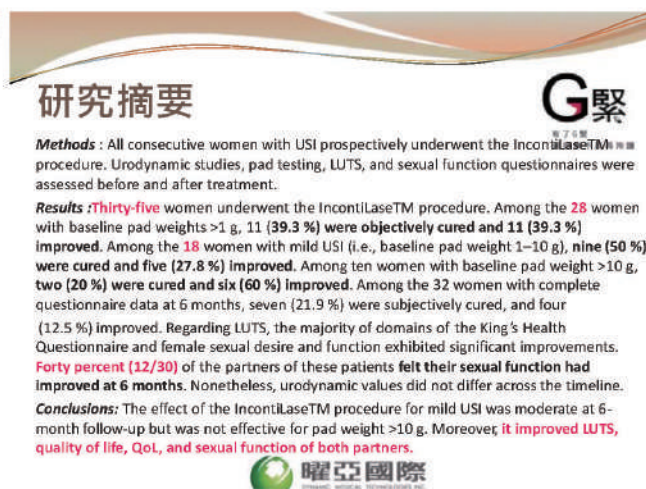 研究摘要
G緊
有了G緊
Methods : All consecutive women with USI prospectively underwent the IncontiLaseTM
procedure. Urodynamic studies, pad testing, LUTS, and sexual function questionnaires were
assessed before and after treatment.
Results :Thirty-five women underwent the IncontiLaseTM procedure. Among the 28 women
with baseline pad weights >1 g, 11 (39.3 %) were objectively cured and 11 (39.3 %)
improved. Among the 18 women with mild USI (i.e., baseline pad weight 1–10 g), nine (50 %)
were cured and five (27.8 %) improved. Among ten women with baseline pad weight >10 g,
two (20 %) were cured and six (60 %) improved. Among the 32 women with complete
questionnaire data at 6 months, seven (21.9 %) were subjectively cured, and four
(12.5 %) improved. Regarding LUTS, the majority of domains of the King's Health
Questionnaire and female sexual desire and function exhibited significant improvements.
Forty percent (12/30) of the partners of these patients felt their sexual function had
improved at 6 months. Nonetheless, urodynamic values did not differ across the timeline.
Conclusions: The effect of the IncontiLaseTM procedure for mild USI was moderate at 6-
month follow-up but was not effective for pad weight >10 g. Moreover, it improved LUTS,
quality of life, QoL, and sexual function of both partners.
曜亞國際
DYNAMIC MEDICAL TECHNOLOGIES INC.